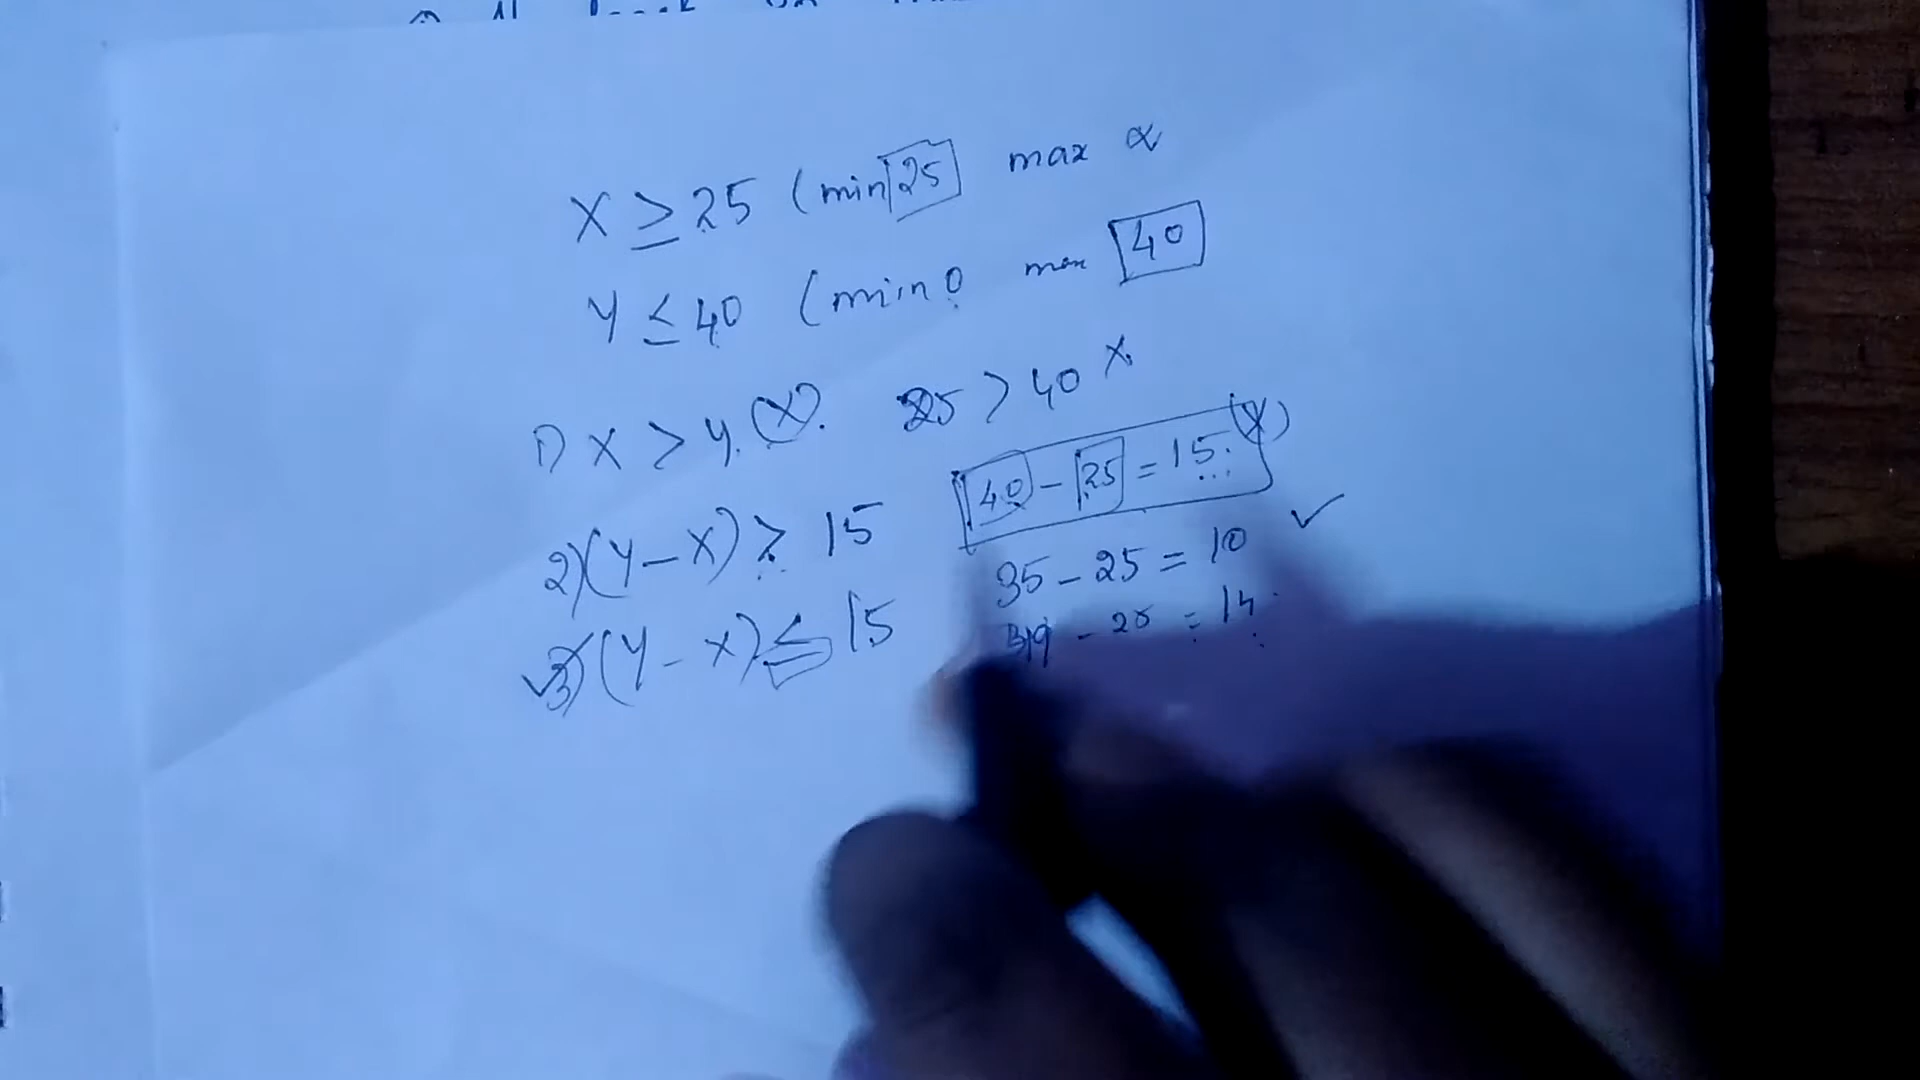 X ≥ 25 (min 25 max ∝
Y ≤ 40 (min 0 max 40
1) X > Y (X). 25 > 40 X
2) (Y - X) ≥ 15 40 - 25 = 15 (X)
35 - 25 = 10 ✓
3) (Y - X) ≤ 15 39 - 25 = 14